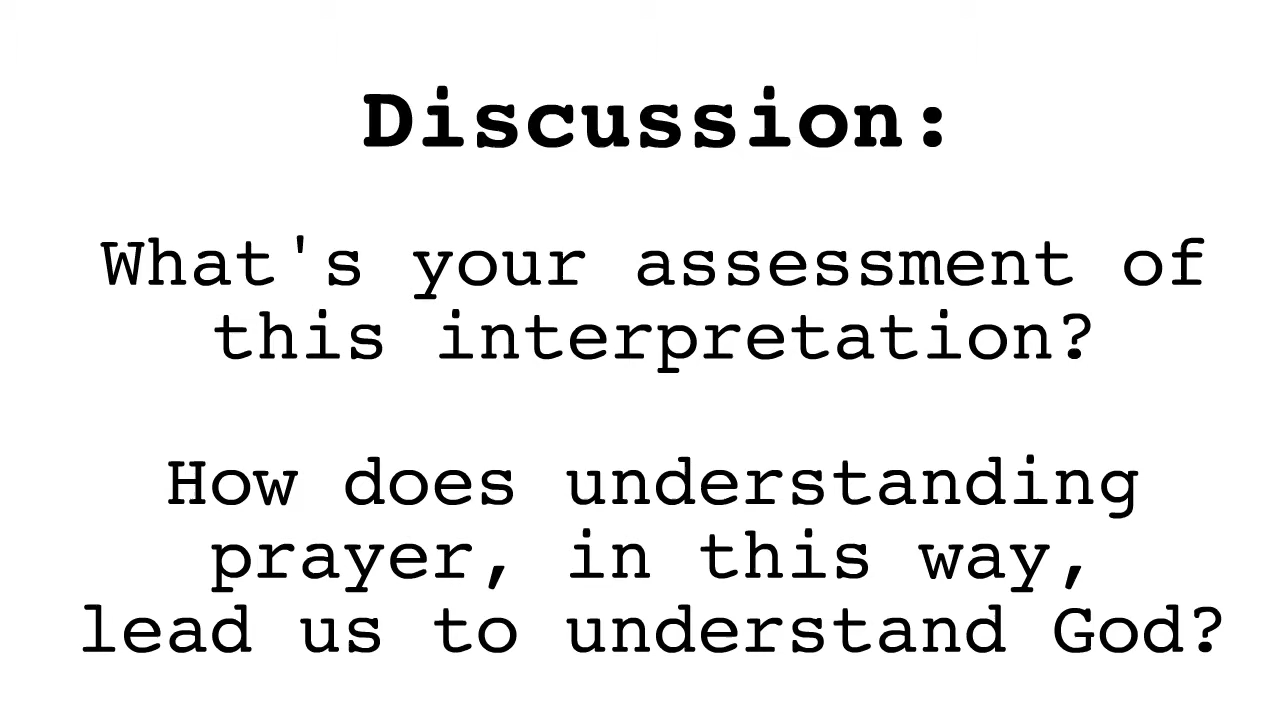 Discussion:
What's your assessment of
this interpretation?
How does understanding
prayer, in this way,
lead us to understand God?